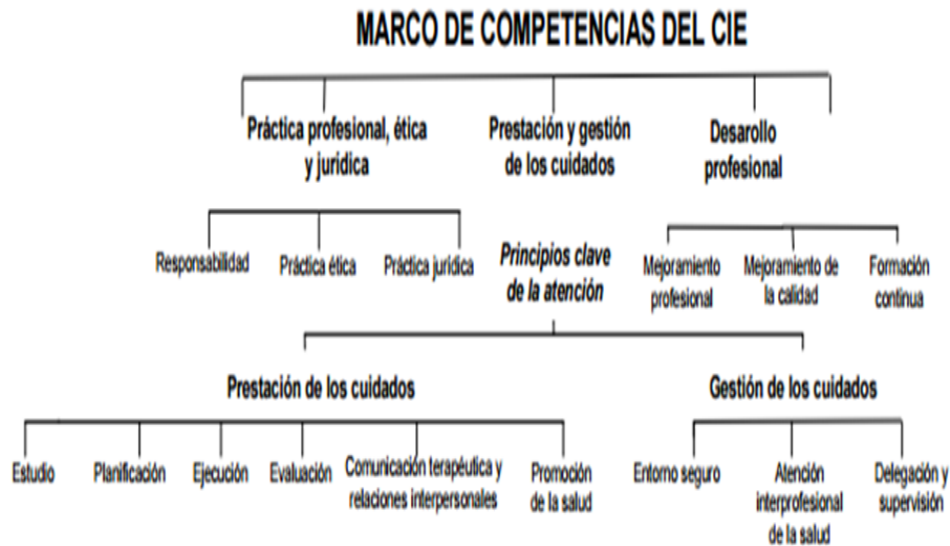 MARCO DE COMPETENCIAS DEL CIE
Práctica profesional, ética
y jurídica
Prestación y gestión
de los cuidados
Desarollo
profesional
Responsabilidad
Práctica ética
Práctica jurídica
Principios clave
de la atención
Mejoramiento
profesional
Mejoramiento de
la calidad
Formación
continua
Prestación de los cuidados
Gestión de los cuidados
Estudio
Planificación
Ejecución
Evaluación
Comunicación terapéutica y
relaciones interpersonales
Promoción
de la salud
Entorno seguro
Atención
interprofesional
de la salud
Delegación y
supervisión